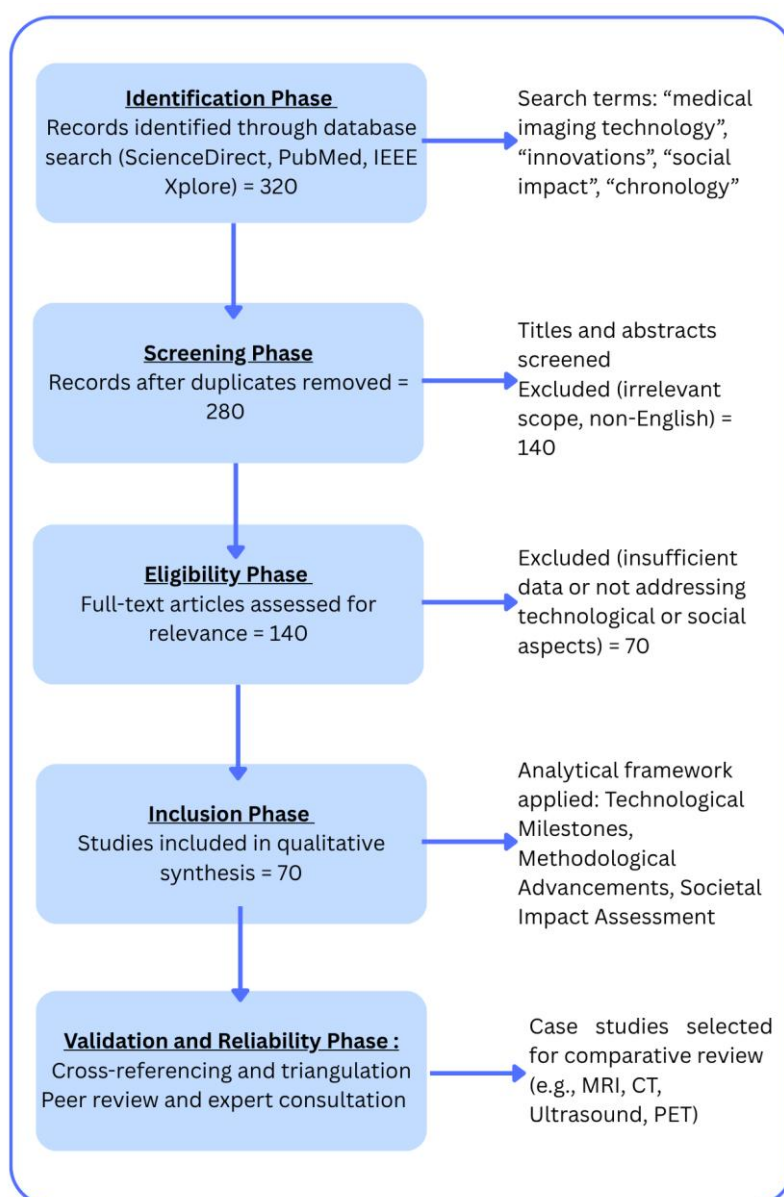 Identification Phase
Records identified through database
search (ScienceDirect, PubMed, IEEE
Xplore) = 320
Search terms: “medical
imaging technology”,
“innovations”, “social
impact”, “chronology”
Screening Phase
Records after duplicates removed =
280
Titles and abstracts
screened
Excluded (irrelevant
scope, non-English) =
140
Eligibility Phase
Full-text articles assessed for
relevance = 140
Excluded (insufficient
data or not addressing
technological or social
aspects) = 70
Inclusion Phase
Studies included in qualitative
synthesis = 70
Analytical framework
applied: Technological
Milestones,
Methodological
Advancements, Societal
Impact Assessment
Validation and Reliability Phase :
Cross-referencing and triangulation
Peer review and expert consultation
Case studies selected
for comparative review
(e.g., MRI, CT,
Ultrasound, PET)